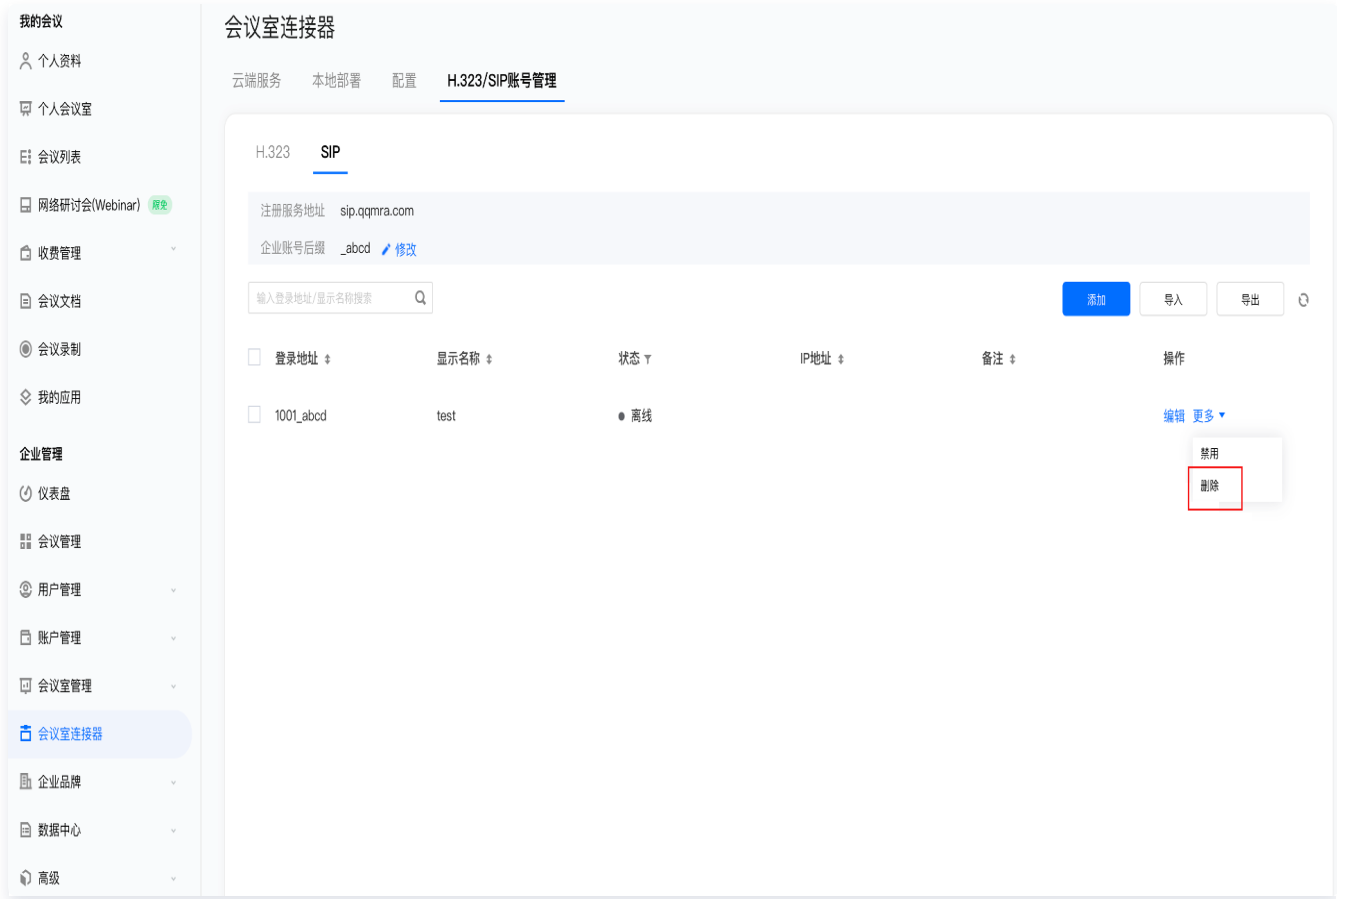 我的会议
个人资料
个人会议室
会议列表
网络研讨会(Webinar) 限免
收费管理
会议文档
会议录制
我的应用
企业管理
仪表盘
会议管理
用户管理
账户管理
会议室管理
会议室连接器
企业品牌
数据中心
高级
会议室连接器
云端服务 本地部署 配置 H.323/SIP账号管理
H.323 SIP
注册服务地址 sip.qqmra.com
企业账号后缀 _abcd 修改
输入登录地址/显示名称搜索 添加 导入 导出
登录地址 显示名称 状态 IP地址 备注 操作
1001_abcd test 离线 编辑 更多
禁用
删除